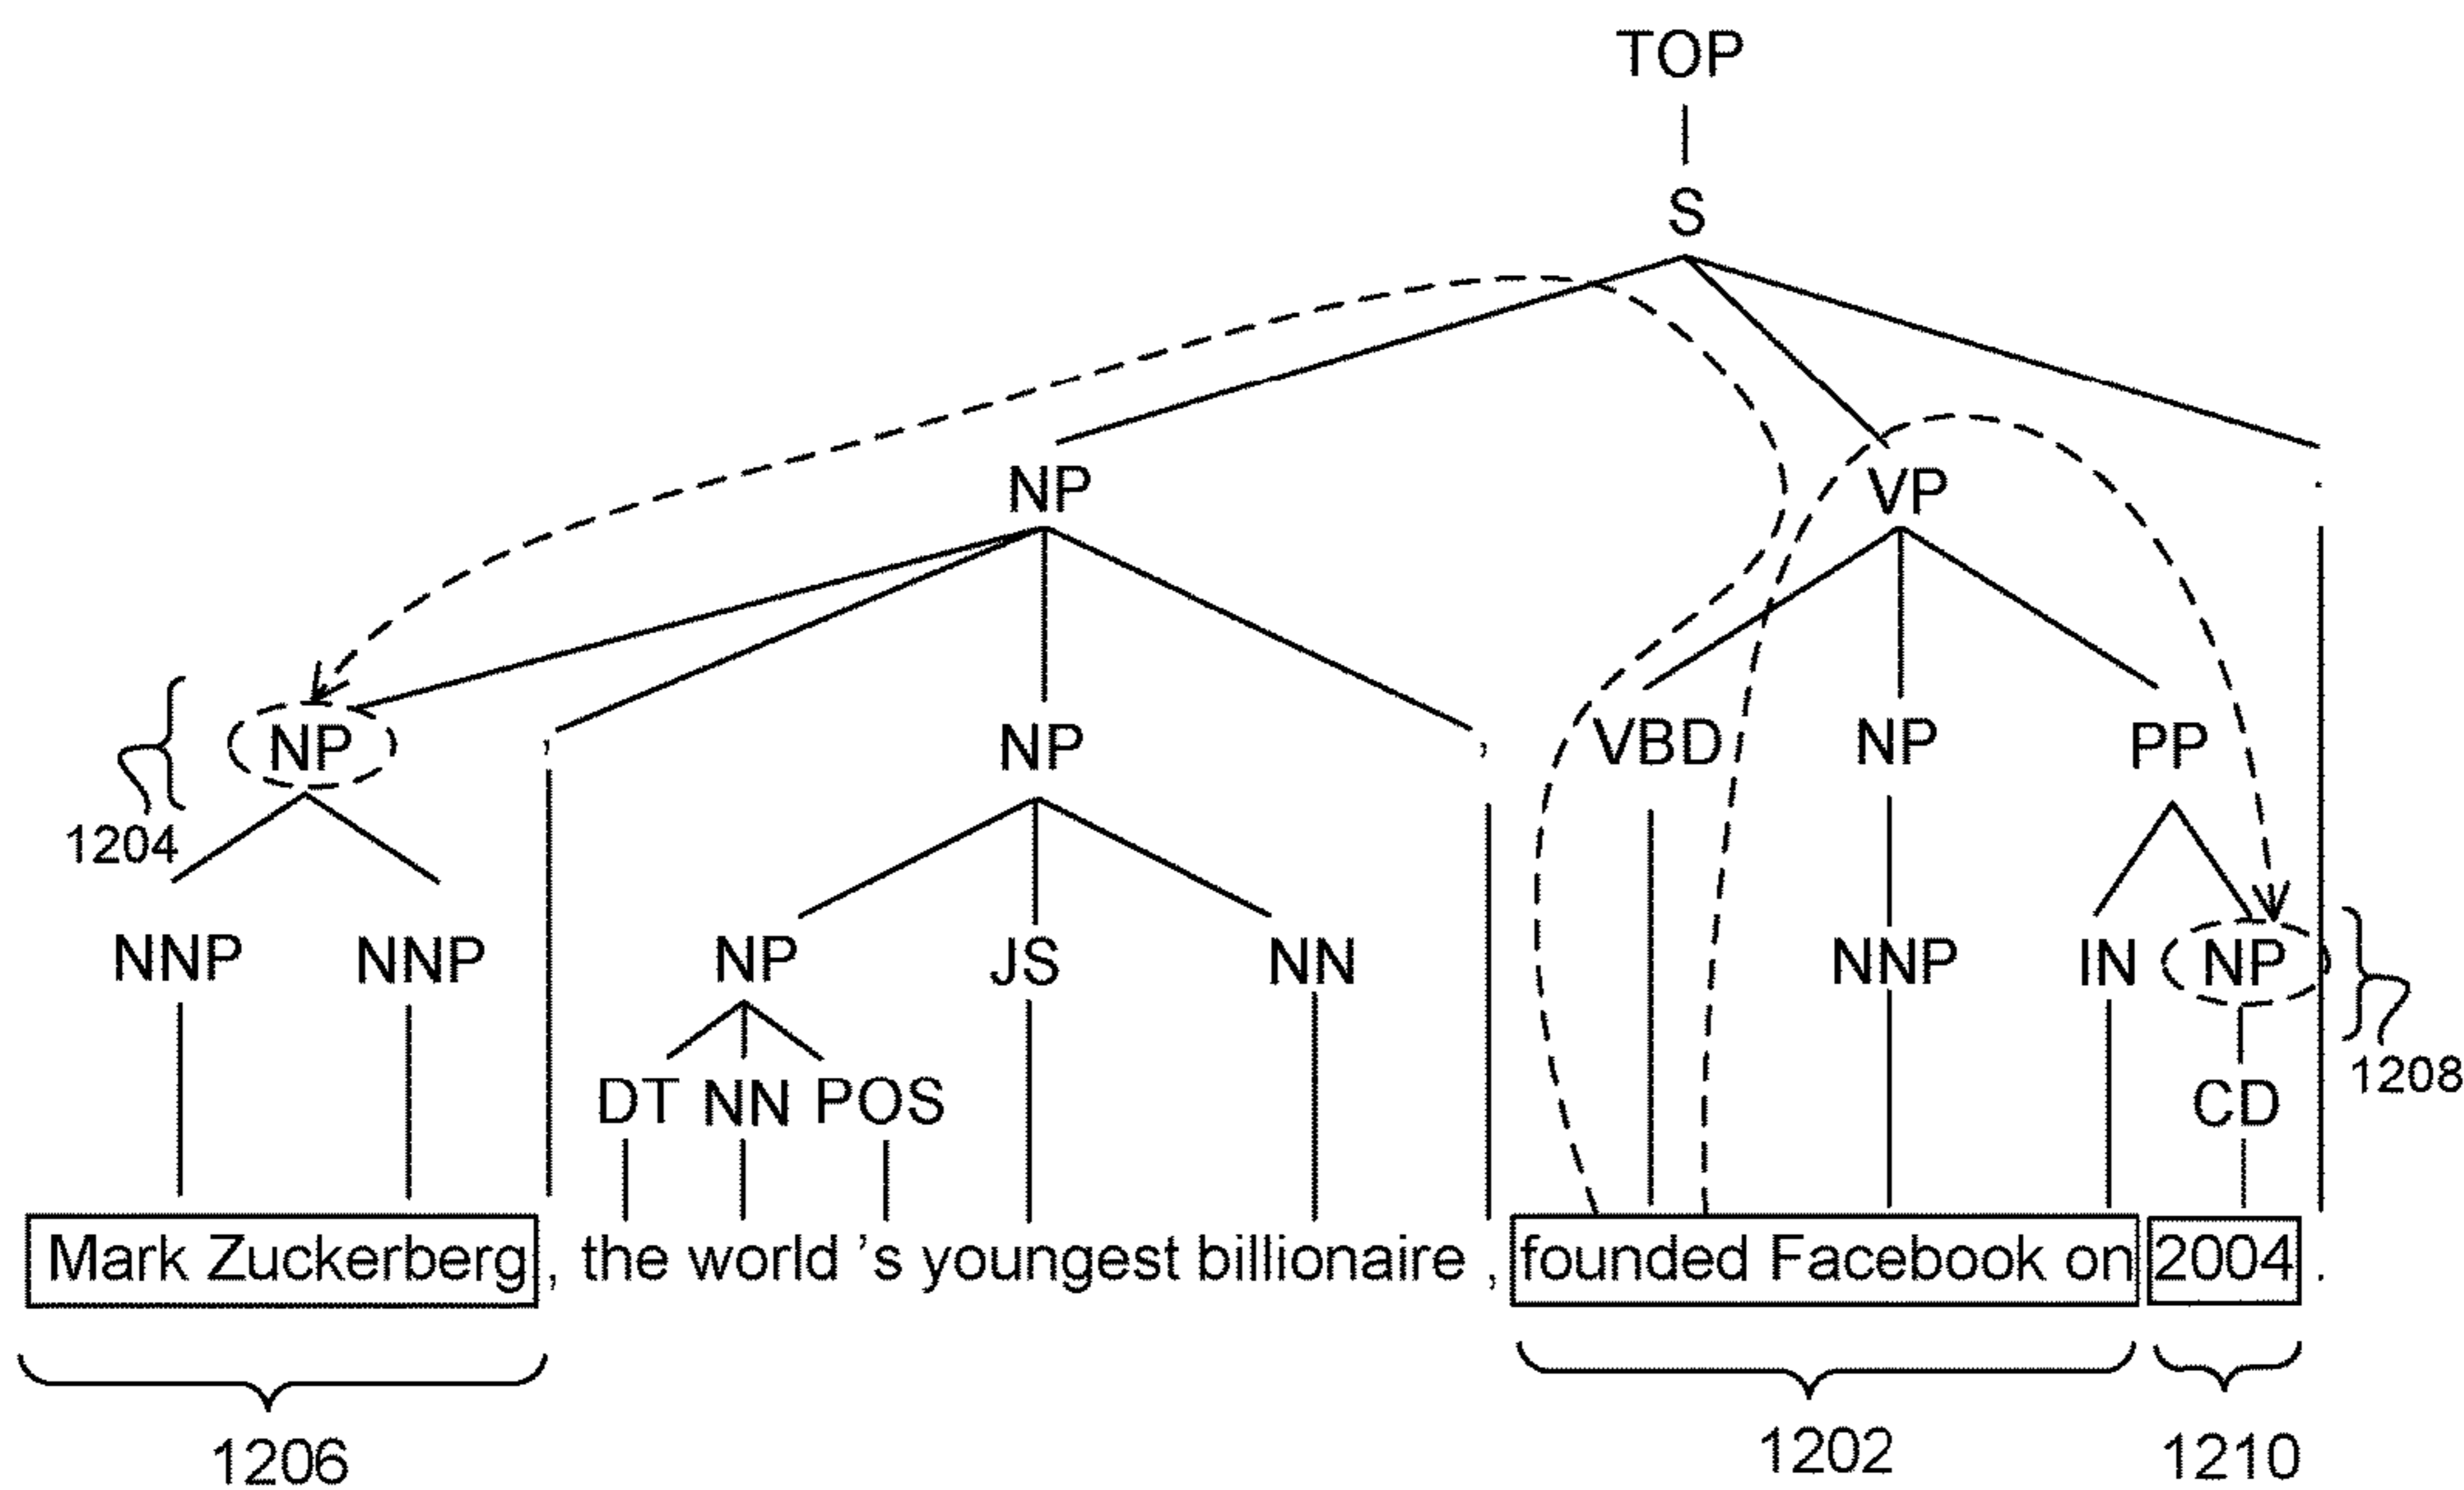 TOP
S
NP VP .
NP , NP , VBD NP PP
1204
NNP NNP NP JS NN NNP IN NP
1208
DT NN POS CD
Mark Zuckerberg , the world 's youngest billionaire , founded Facebook on 2004 .
1206 1202 1210